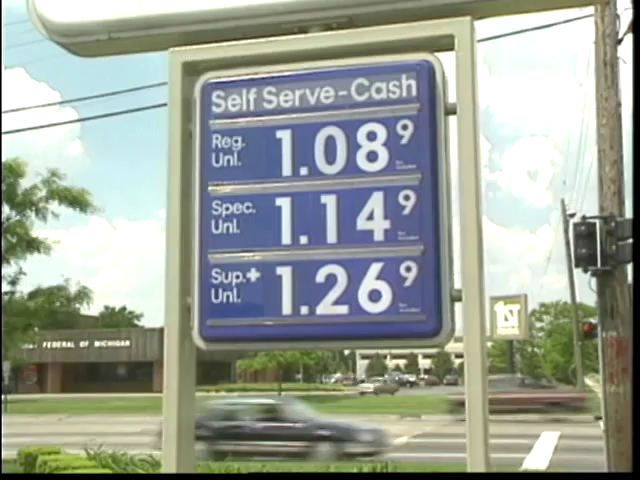 Self Serve-Cash
Reg. Unl. 1.08 9
Spec. Unl. 1.14 9
Sup.+ Unl. 1.26 9
FEDERAL OF MICHIGAN
1ST